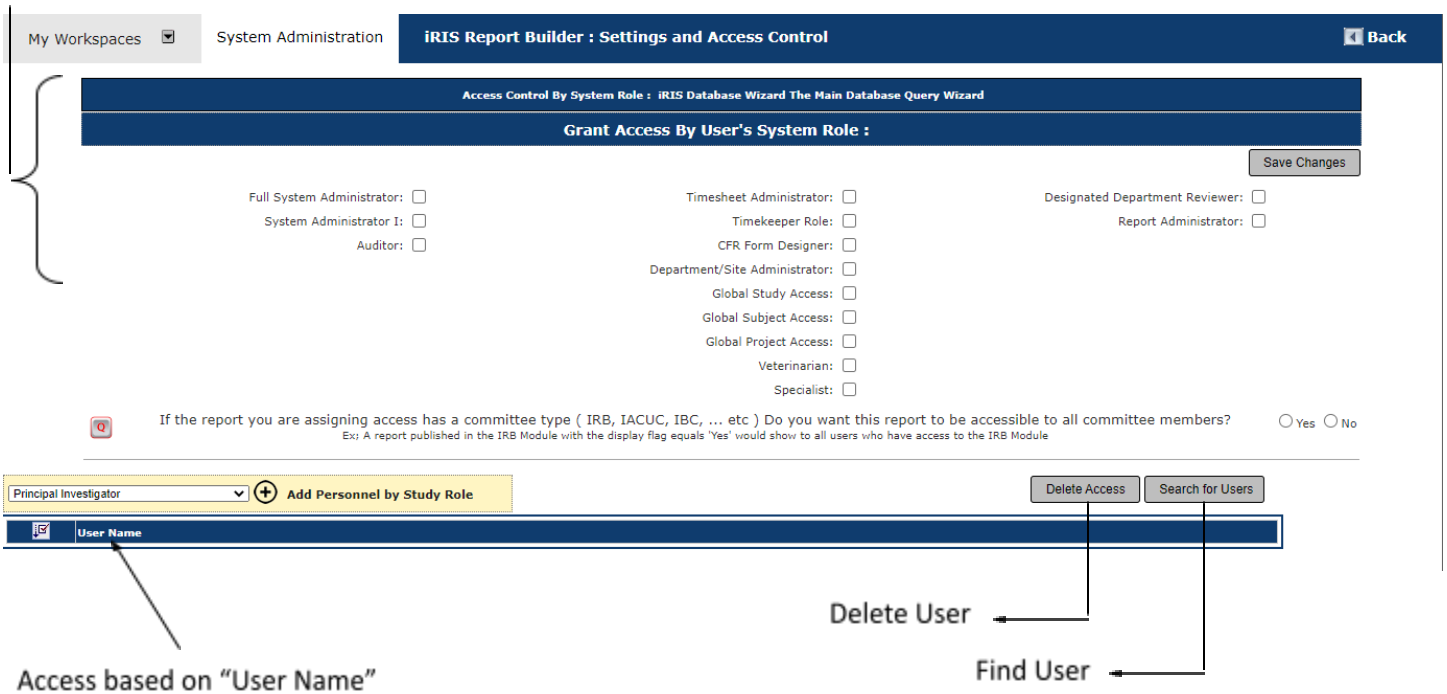 My Workspaces System Administration iRIS Report Builder : Settings and Access Control Back
Access Control By System Role : iRIS Database Wizard The Main Database Query Wizard
Grant Access By User's System Role :
Save Changes
Full System Administrator: Timesheet Administrator: Designated Department Reviewer:
System Administrator I: Timekeeper Role: Report Administrator:
Auditor: CFR Form Designer:
Department/Site Administrator:
Global Study Access:
Global Subject Access:
Global Project Access:
Veterinarian:
Specialist:
Q If the report you are assigning access has a committee type ( IRB, IACUC, IBC, ... etc ) Do you want this report to be accessible to all committee members? Yes No
Ex; A report published in the IRB Module with the display flag equals 'Yes' would show to all users who have access to the IRB Module
Principal Investigator Add Personnel by Study Role Delete Access Search for Users
User Name
Delete User
Find User
Access based on “User Name”